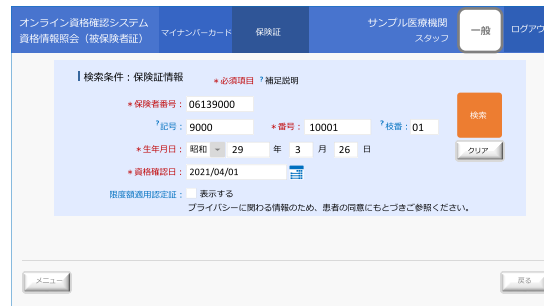 オンライン資格確認システム
資格情報照会（被保険者証）
マイナンバーカード
保険証
サンプル医療機関
スタッフ
一般
ログアウ
検索条件：保険証情報 ＊必須項目 ?補足説明
＊保険者番号： 06139000
?記号： 9000 ＊番号： 10001 ?枝番： 01
検索
＊生年月日： 昭和 29 年 3 月 26 日
クリア
＊資格確認日： 2021/04/01
限度額適用認定証： 表示する
プライバシーに関わる情報のため、患者の同意にもとづきご参照ください。
メニュー
戻る